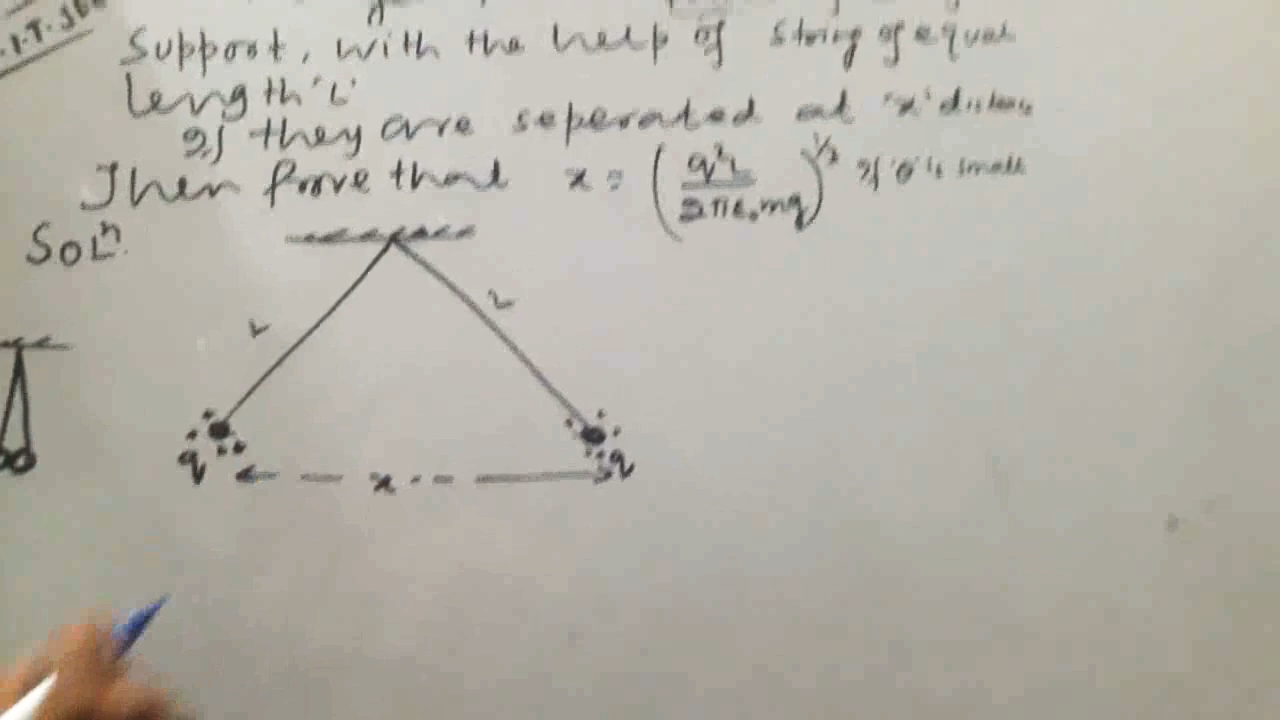 I.I.T. JEE
Support, with the help of string of equal
length 'L'
If they are seperated at 'x' distance
Then Prove that x = (q²L / 2πε₀mg)^1/3 If 'θ' is small
Solⁿ.
L
L
q
x
q